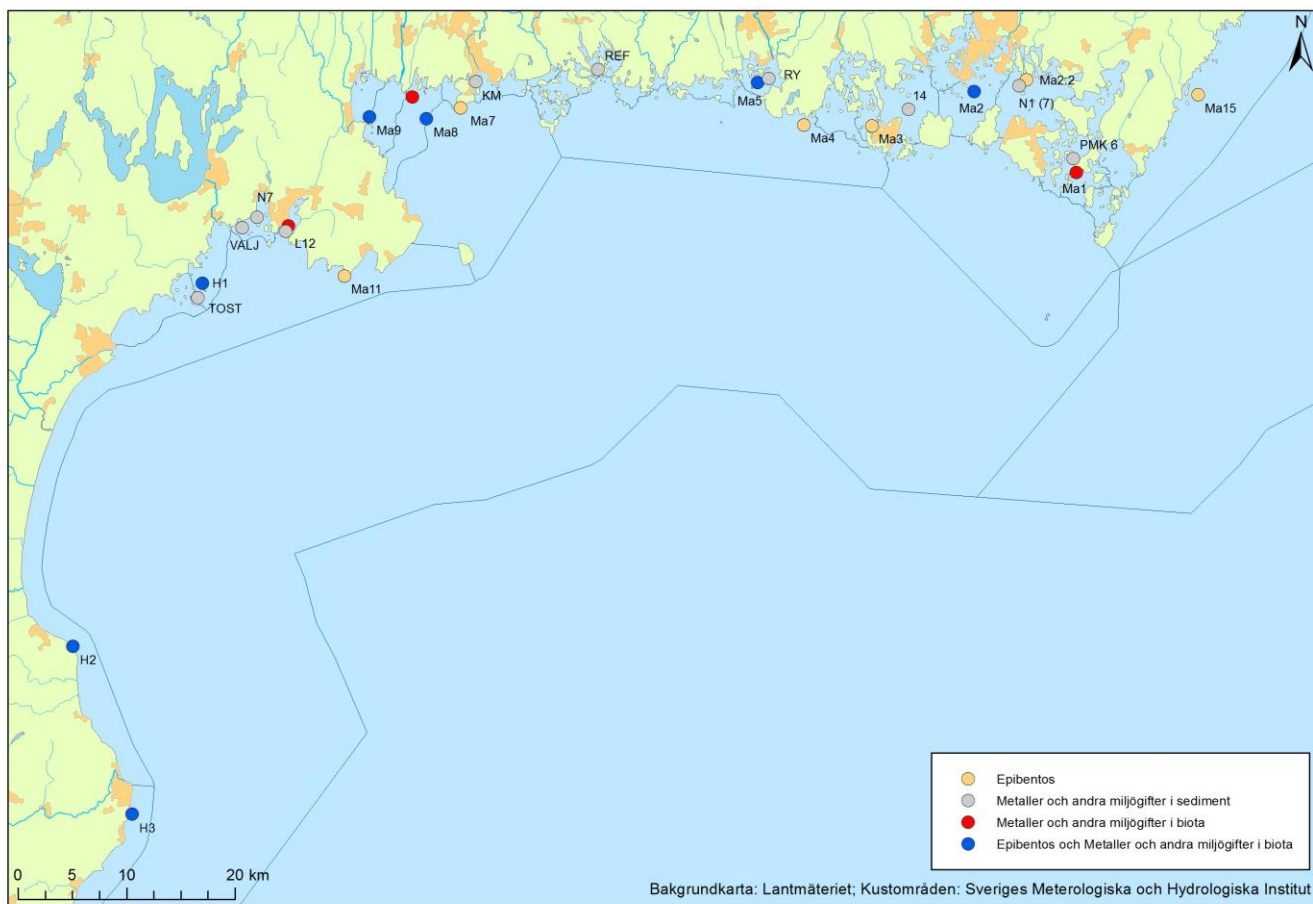 N
REF
KM
RY
Ma5
Ma2.2
14
Ma2
N1 (7)
Ma15
Ma9
Ma8
Ma7
Ma4
Ma3
PMK 6
Ma1
N7
VALJ
L12
H1
Ma11
TOST
H2
H3
Epibentos
Metaller och andra miljögifter i sediment
Metaller och andra miljögifter i biota
Epibentos och Metaller och andra miljögifter i biota
0 5 10 20 km
Bakgrundkarta: Lantmäteriet; Kustområden: Sveriges Meterologiska och Hydrologiska Institut